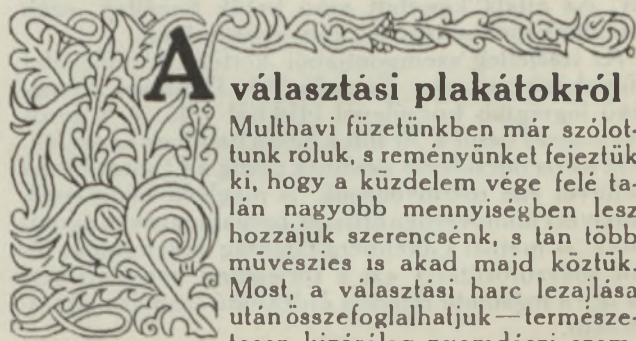 A
választási plakátokról
Multhavi füzetünkben már szólot-
tunk róluk, s reményünket fejeztük
ki, hogy a küzdelem vége felé ta-
lán nagyobb mennyiségben lesz
hozzájuk szerencsénk, s tán több
művészies is akad majd köztük.
Most, a választási harc lezajlása
után összefoglalhatjuk — természe-